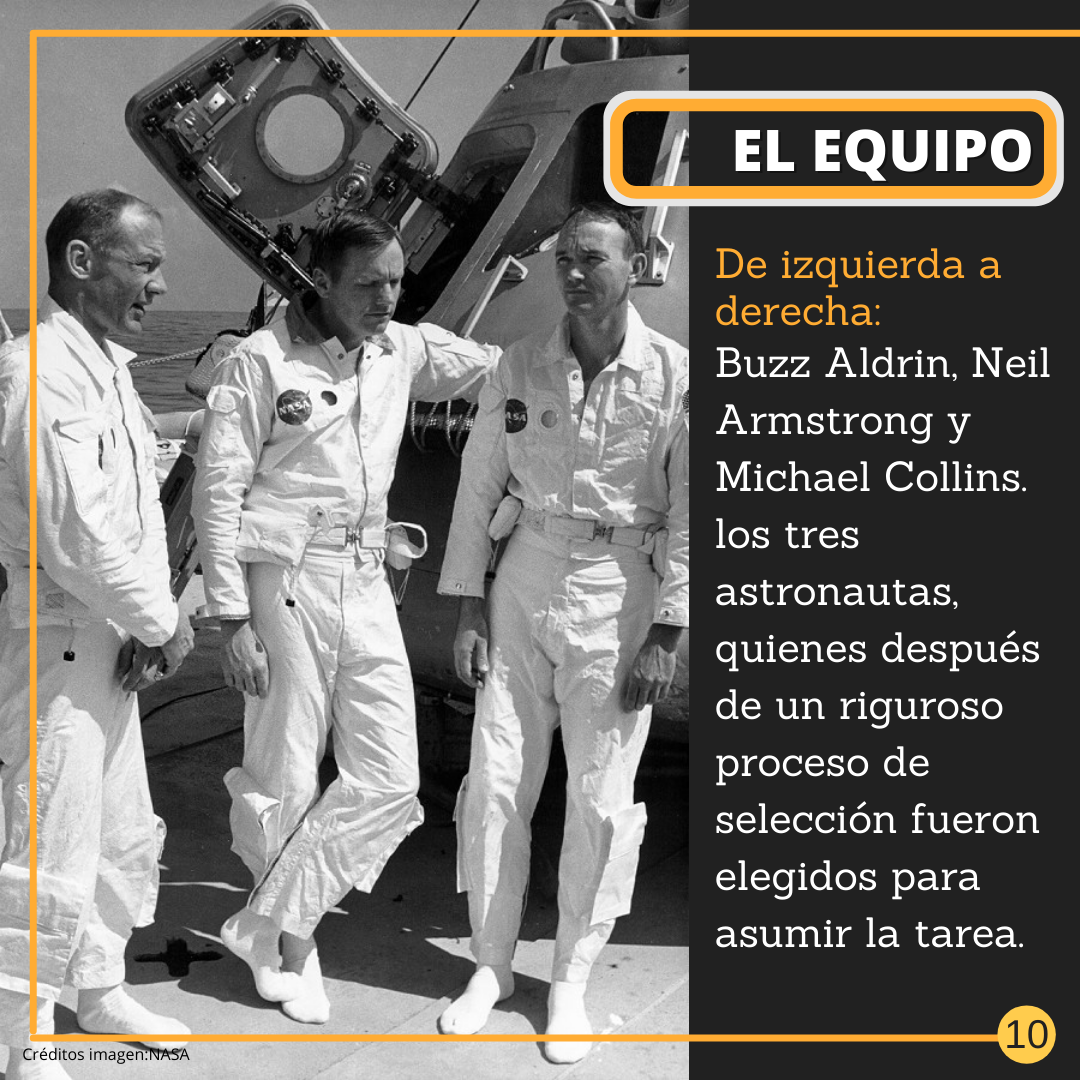 EL EQUIPO
De izquierda a
derecha:
Buzz Aldrin, Neil
Armstrong y
Michael Collins.
los tres
astronautas,
quienes después
de un riguroso
proceso de
selección fueron
elegidos para
asumir la tarea.
NASA
ASA
10
Créditos imagen:NASA